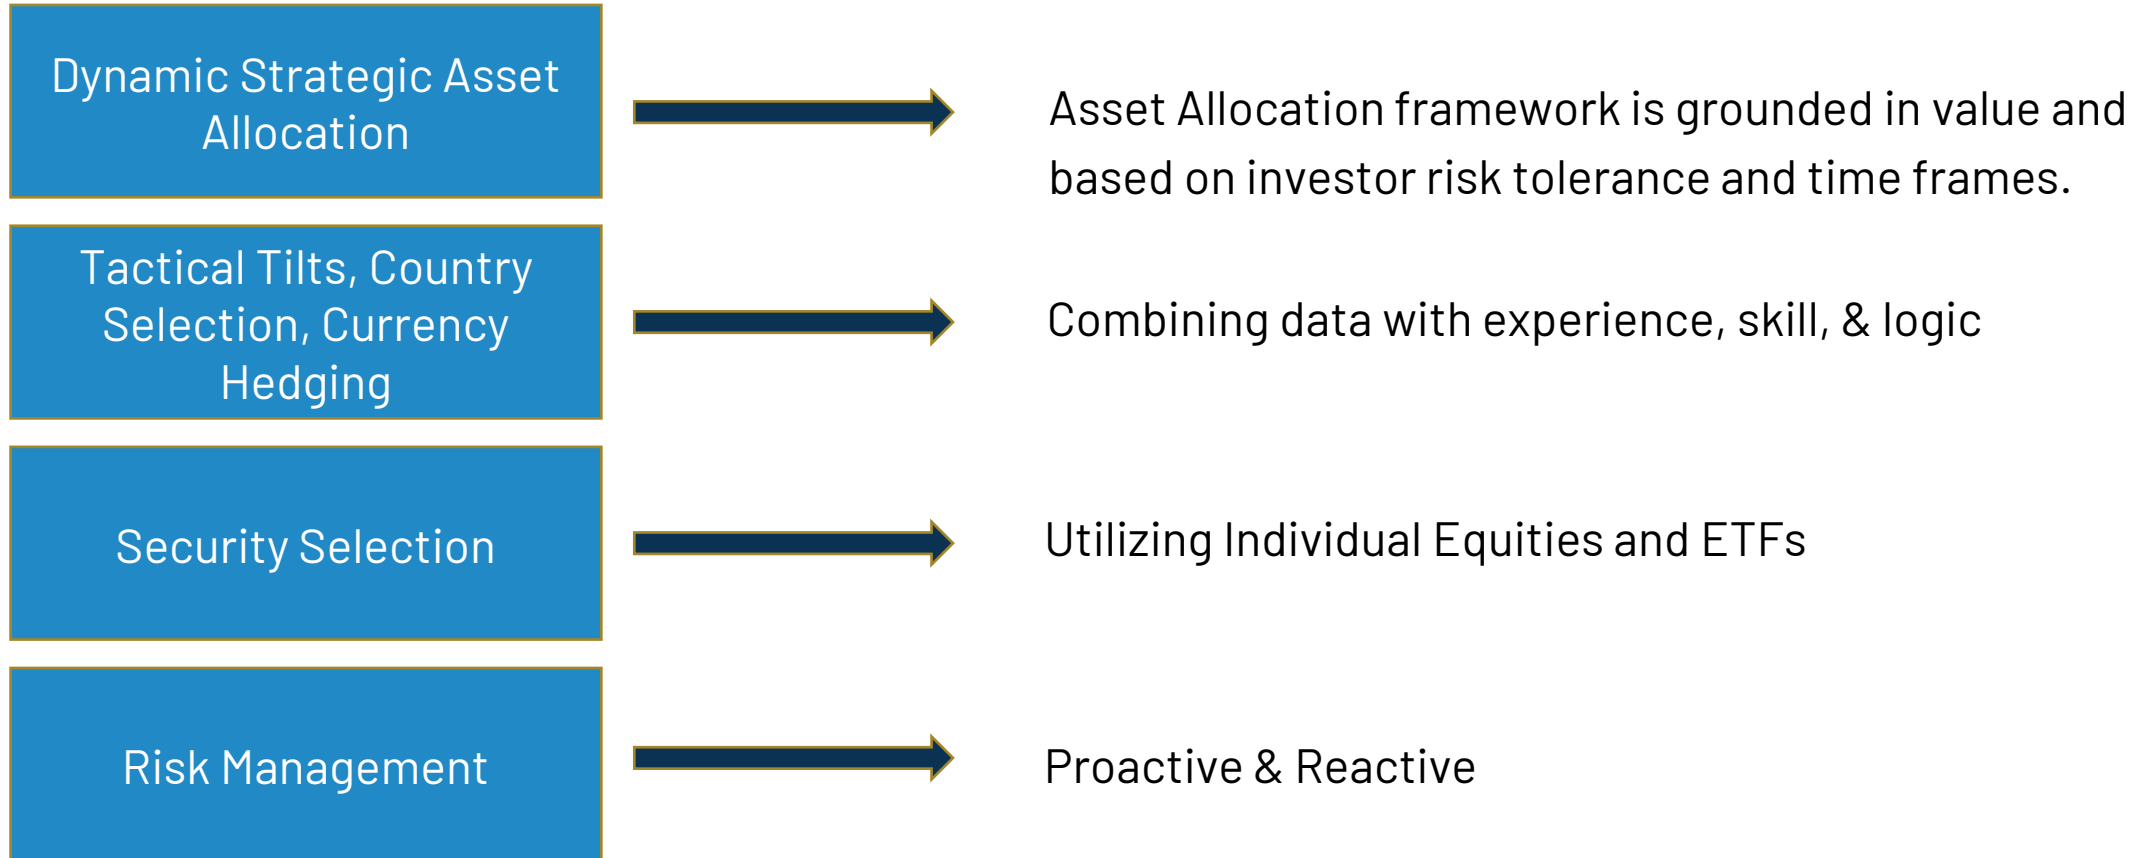 Dynamic Strategic Asset
Allocation
Asset Allocation framework is grounded in value and
based on investor risk tolerance and time frames.
Tactical Tilts, Country
Selection, Currency
Hedging
Combining data with experience, skill, & logic
Security Selection
Utilizing Individual Equities and ETFs
Risk Management
Proactive & Reactive